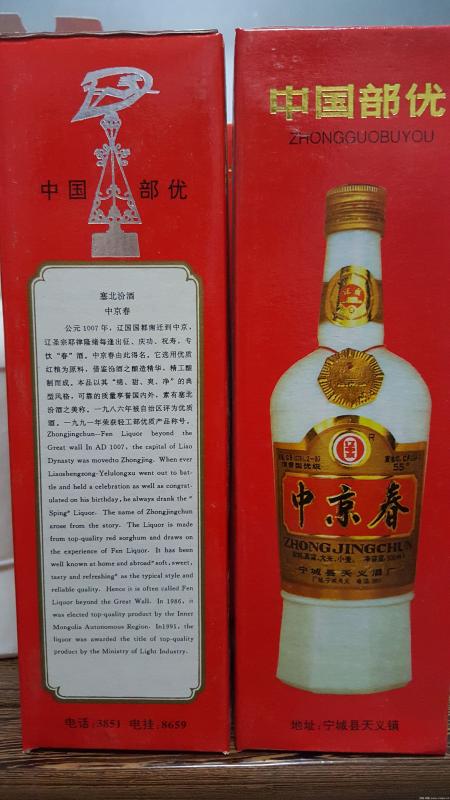 中国 部优
塞北汾酒
中京春
公元1007年，辽国国都南迁到中京，
辽圣宗耶律隆绪每逢出征、庆功、祝寿，专
饮“春”酒。中京春由此得名。它选用优质
红粮为原料，借鉴汾酒之酿造精华，精工酿
制而成。本品以其“绵、甜、爽、净”的典
型风格，可靠的质量享誉国内外，素有塞北
汾酒之美称。一九八六年被自治区评为优质
酒。一九九一年荣获轻工部优质产品称号。
Zhongjingchun—Fen Liquor beyond the
Great wall In AD 1007, the capital of Liao
Dynasty was movedto Zhongjing. When ever
Liaoshengzong-Yelulongxu went out to bat-
tle and held a celebration as well as congrat-
ulated on his birthday, he always drank the “
Sping” Liquor. The name of Zhongjingchun
arose from the story. The Liquor is made
from top-quality red sorghum and draws on
the experience of Fen Liquor. It has been
well known at home and abroad“soft, sweet,
tasty and refreshing” as the typical style and
reliable quality. Hence it is often called Fen
Liquor beyond the Great Wall. In 1986, it
was elected top-quality product by the Inner
Mongolia Autonomous Region. In1991, the
liquor was awarded the title of top-quality
product by the Ministry of Light Industry.
电话:3851 电挂:8659
中国部优
ZHONGGUOBUYOU
R
55°
中京春
ZHONGJINGCHUN
宁城县天义酒厂
地址:宁城县天义镇